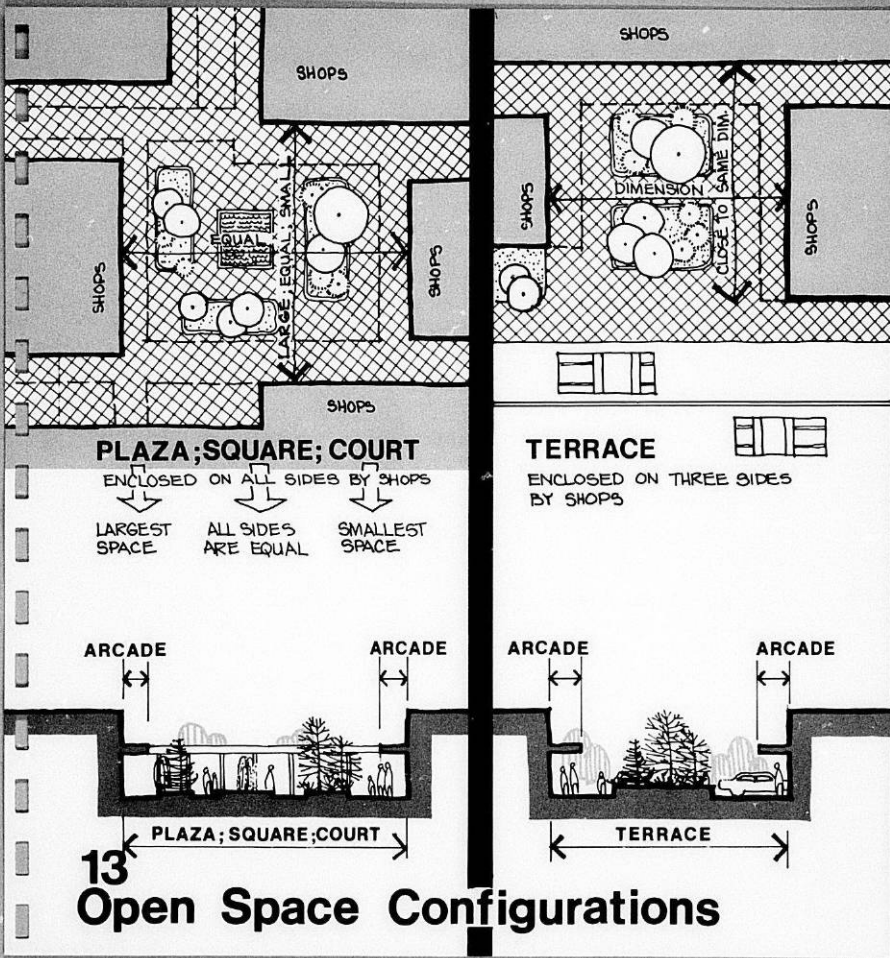 SHOPS
SHOPS
EQUAL
LARGE; EQUAL; SMALL
SHOPS
SHOPS
PLAZA;SQUARE; COURT
ENCLOSED ON ALL SIDES BY SHOPS
LARGEST
SPACE
ALL SIDES
ARE EQUAL
SMALLEST
SPACE
ARCADE
ARCADE
PLAZA; SQUARE;COURT
SHOPS
SHOPS
DIMENSION
CLOSE TO SAME DIM.
SHOPS
TERRACE
ENCLOSED ON THREE SIDES
BY SHOPS
ARCADE
ARCADE
TERRACE
13
Open Space Configurations